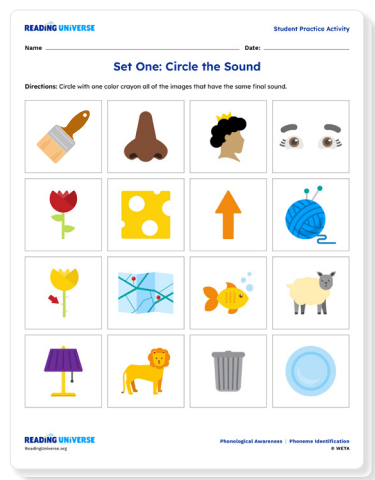 READiNG UNiVERSE
Student Practice Activity
Name Date:
Set One: Circle the Sound
Directions: Circle with one color crayon all of the images that have the same final sound.
READiNG UNiVERSE
Phonological Awareness | Phoneme Identification
ReadingUniverse.org
© WETA